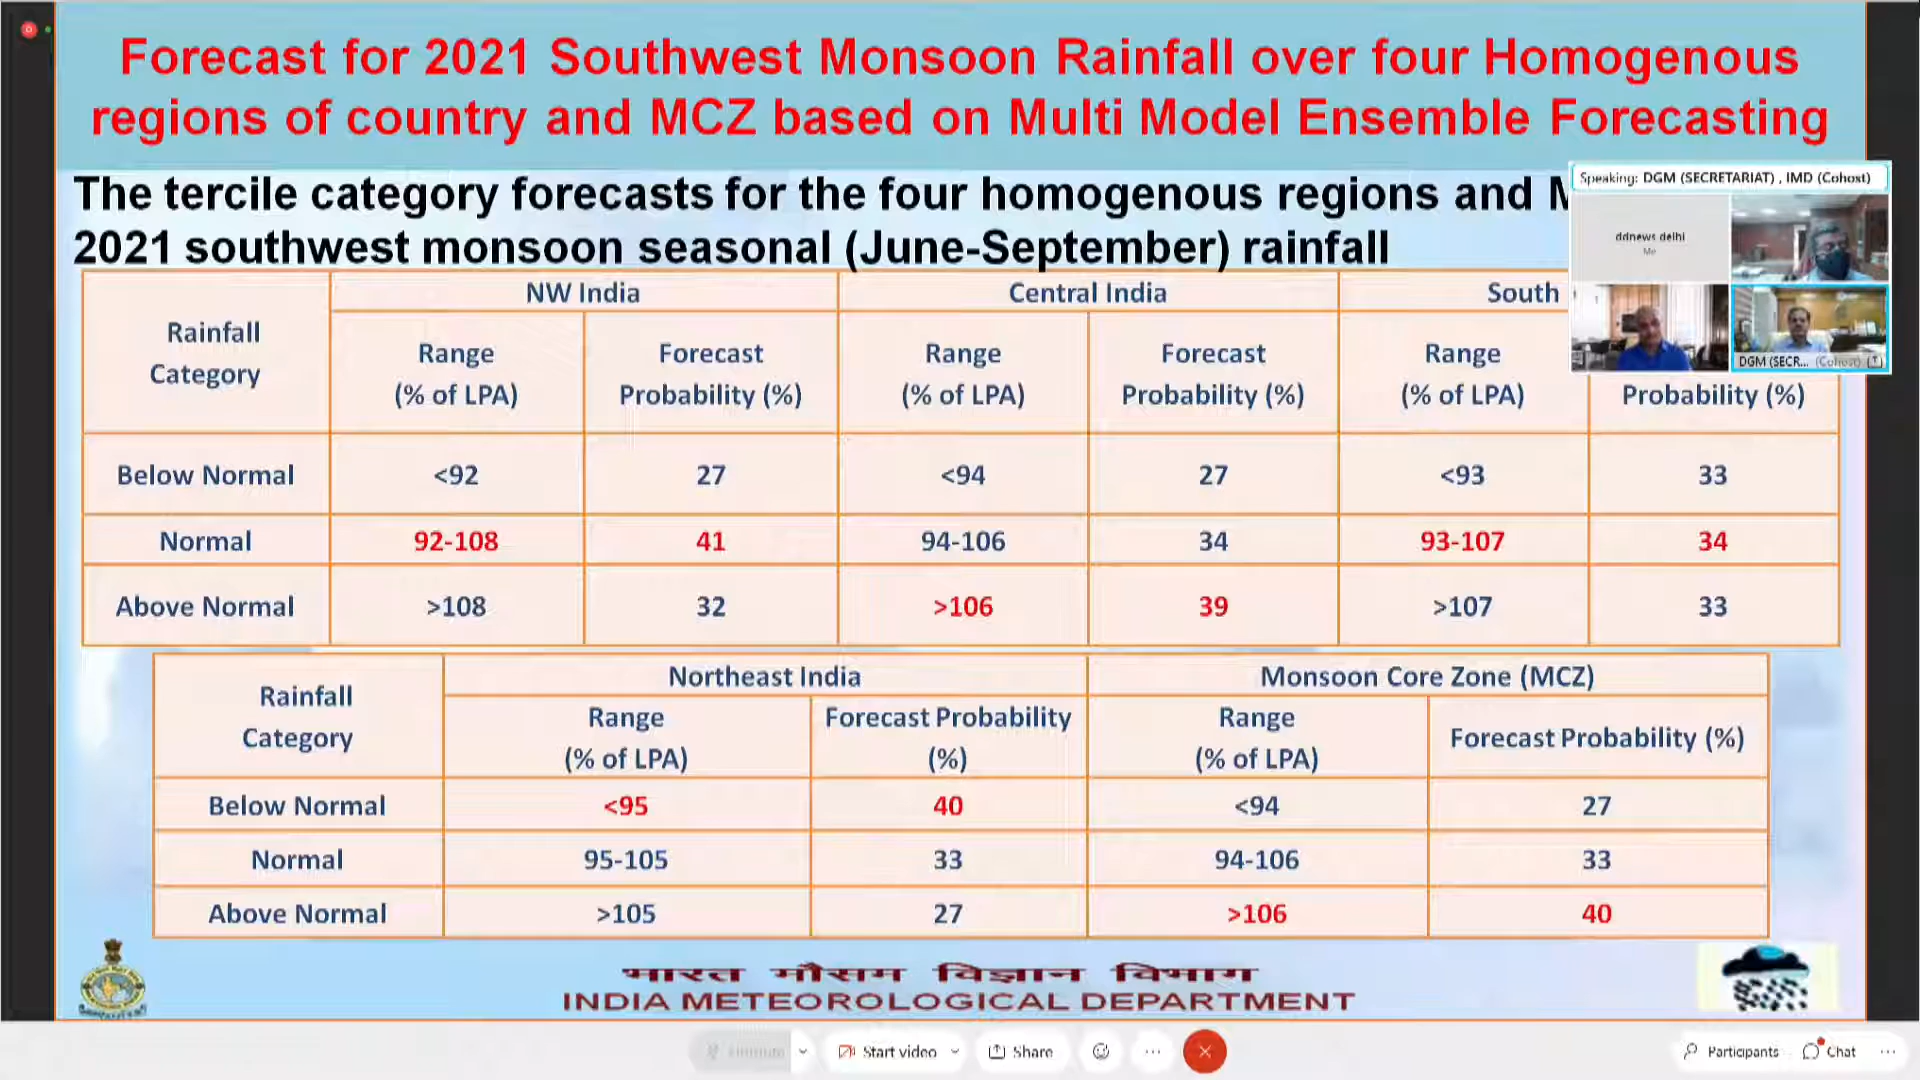 Forecast for 2021 Southwest Monsoon Rainfall over four Homogenous
regions of country and MCZ based on Multi Model Ensemble Forecasting
The tercile category forecasts for the four homogenous regions and M
2021 southwest monsoon seasonal (June-September) rainfall
Speaking: DGM (SECRETARIAT) , IMD (Cohost)
ddnews delhi
Me
DGM (SECR... (Cohost)
Rainfall Category NW India Central India South
Range (% of LPA) Forecast Probability (%) Range (% of LPA) Forecast Probability (%) Range (% of LPA) Probability (%)
Below Normal <92 27 <94 27 <93 33
Normal 92-108 41 94-106 34 93-107 34
Above Normal >108 32 >106 39 >107 33
Rainfall Category Northeast India Monsoon Core Zone (MCZ)
Range (% of LPA) Forecast Probability (%) Range (% of LPA) Forecast Probability (%)
Below Normal <95 40 <94 27
Normal 95-105 33 94-106 33
Above Normal >105 27 >106 40
भारत मौसम विज्ञान विभाग
INDIA METEOROLOGICAL DEPARTMENT
Start video Share Participants Chat